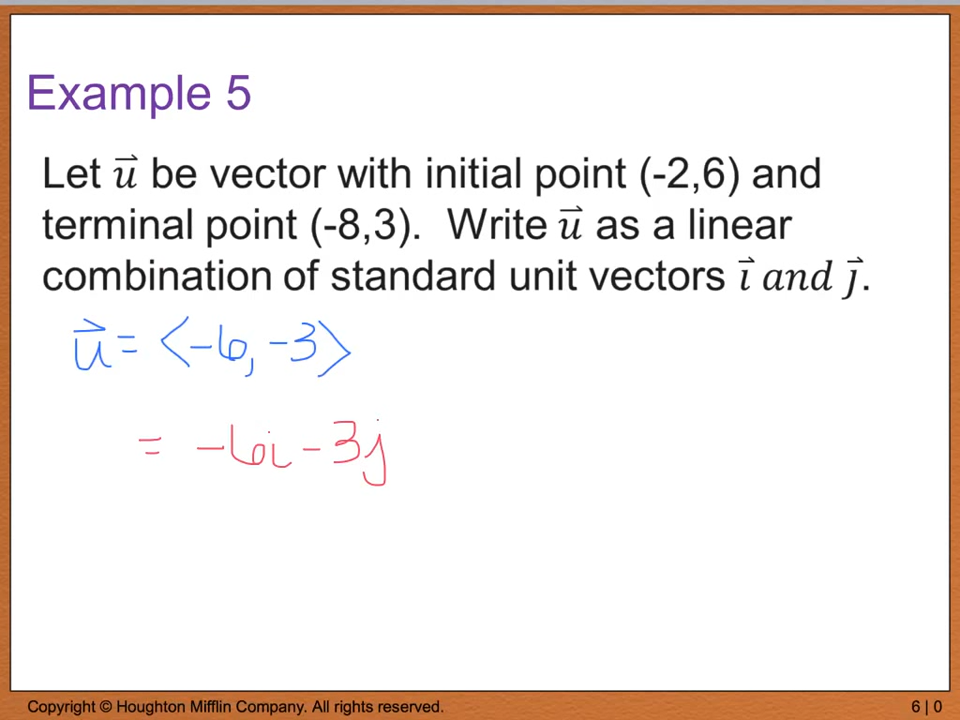 Example 5
Let u⃗ be vector with initial point (-2,6) and
terminal point (-8,3). Write u⃗ as a linear
combination of standard unit vectors i⃗ and j⃗.
u⃗ = ⟨-6, -3⟩
= -6i - 3j
Copyright © Houghton Mifflin Company. All rights reserved.
6 | 0